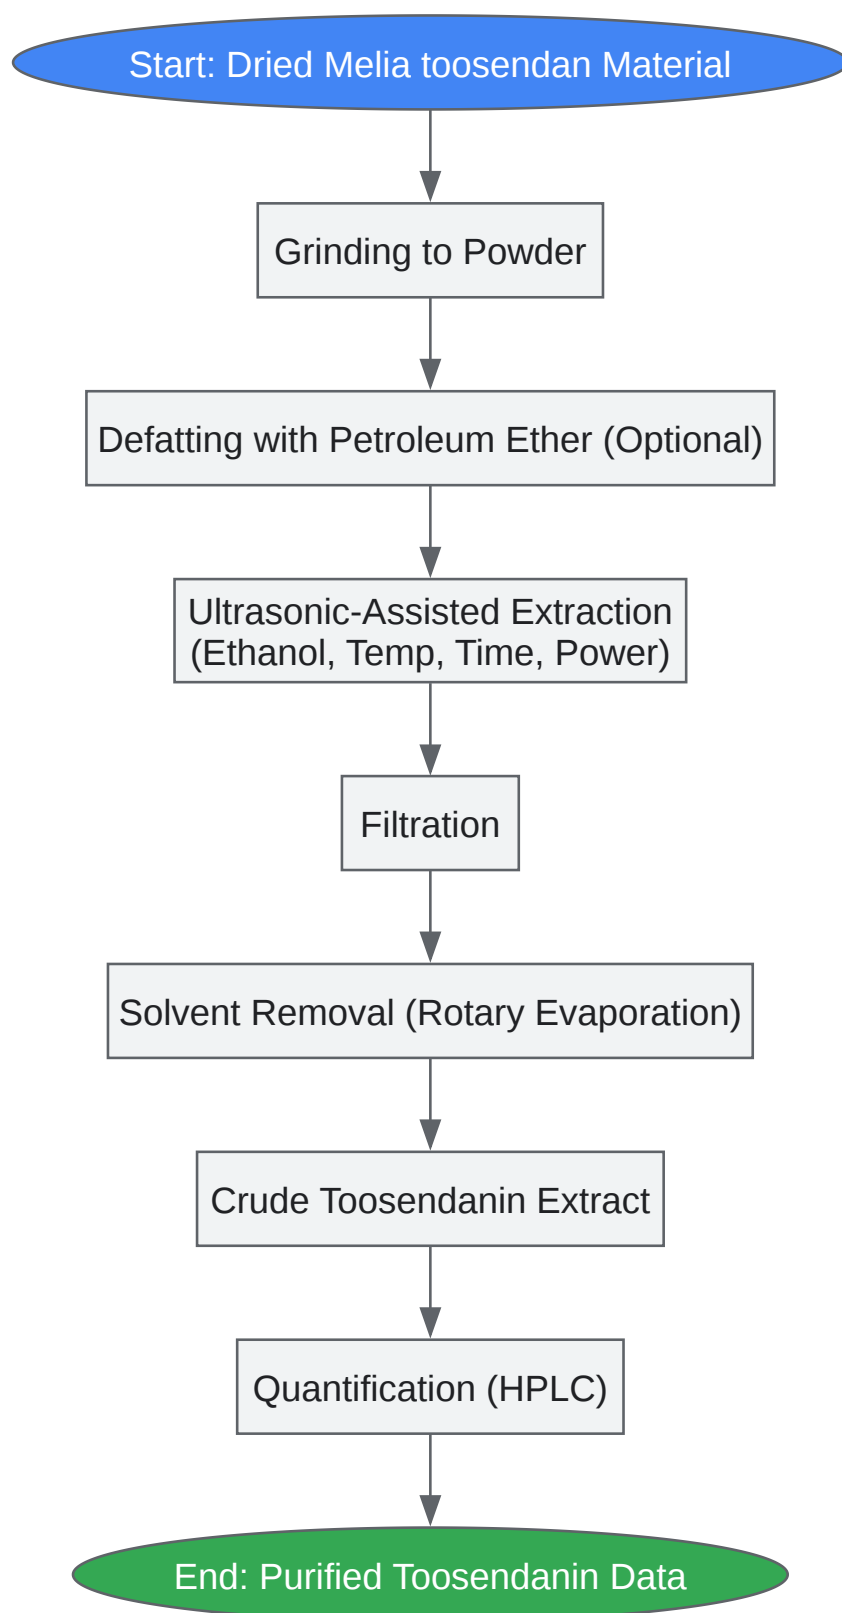 Start: Dried Melia toosendan Material
Grinding to Powder
Defatting with Petroleum Ether (Optional)
Ultrasonic-Assisted Extraction
(Ethanol, Temp, Time, Power)
Filtration
Solvent Removal (Rotary Evaporation)
Crude Toosendanin Extract
Quantification (HPLC)
End: Purified Toosendanin Data